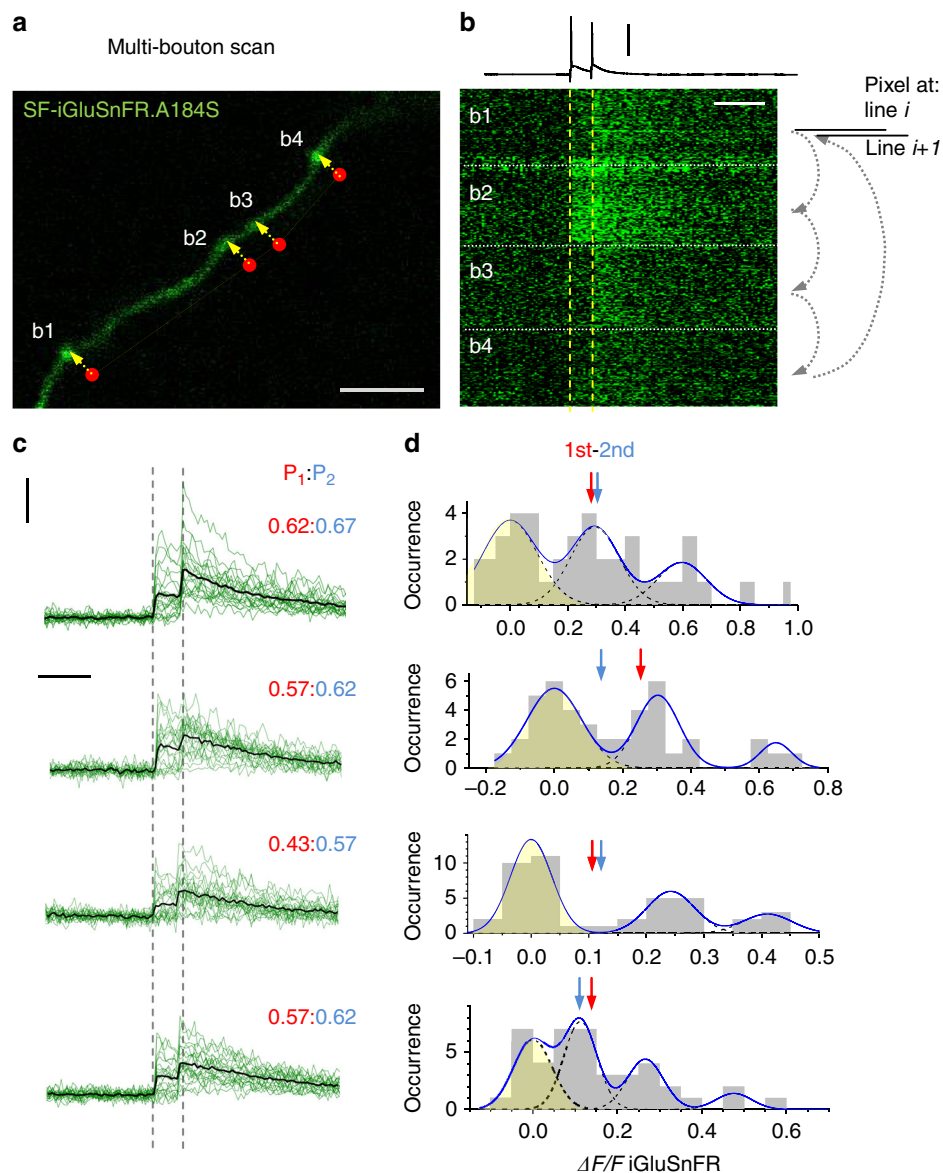 a
Multi-bouton scan
SF-iGluSnFR.A184S
b4
b3
b2
b1
b
b1
b2
b3
b4
Pixel at:
line i
Line i+1
c
P1:P2
0.62:0.67
0.57:0.62
0.43:0.57
0.57:0.62
d
1st-2nd
Occurrence
4
2
0
0.0 0.2 0.4 0.6 0.8 1.0
Occurrence
6
4
2
0
–0.2 0.0 0.2 0.4 0.6 0.8
Occurrence
10
5
0
–0.1 0.0 0.1 0.2 0.3 0.4 0.5
Occurrence
5
0
0.0 0.2 0.4 0.6
ΔF/F iGluSnFR